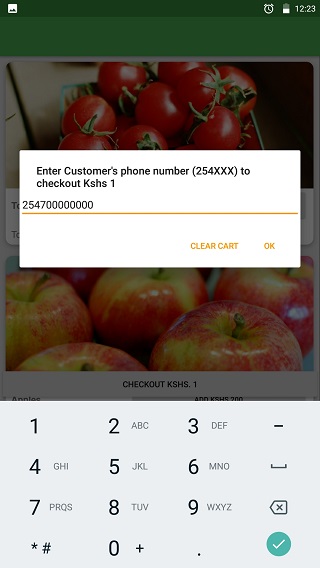 12:23
Enter Customer's phone number (254XXX) to
checkout Kshs 1
254700000000
CLEAR CART OK
CHECKOUT KSHS. 1
Apples ADD KSHS 200
1 2 ABC 3 DEF -
4 GHI 5 JKL 6 MNO
7 PRQS 8 TUV 9 WXYZ
* # 0 + .